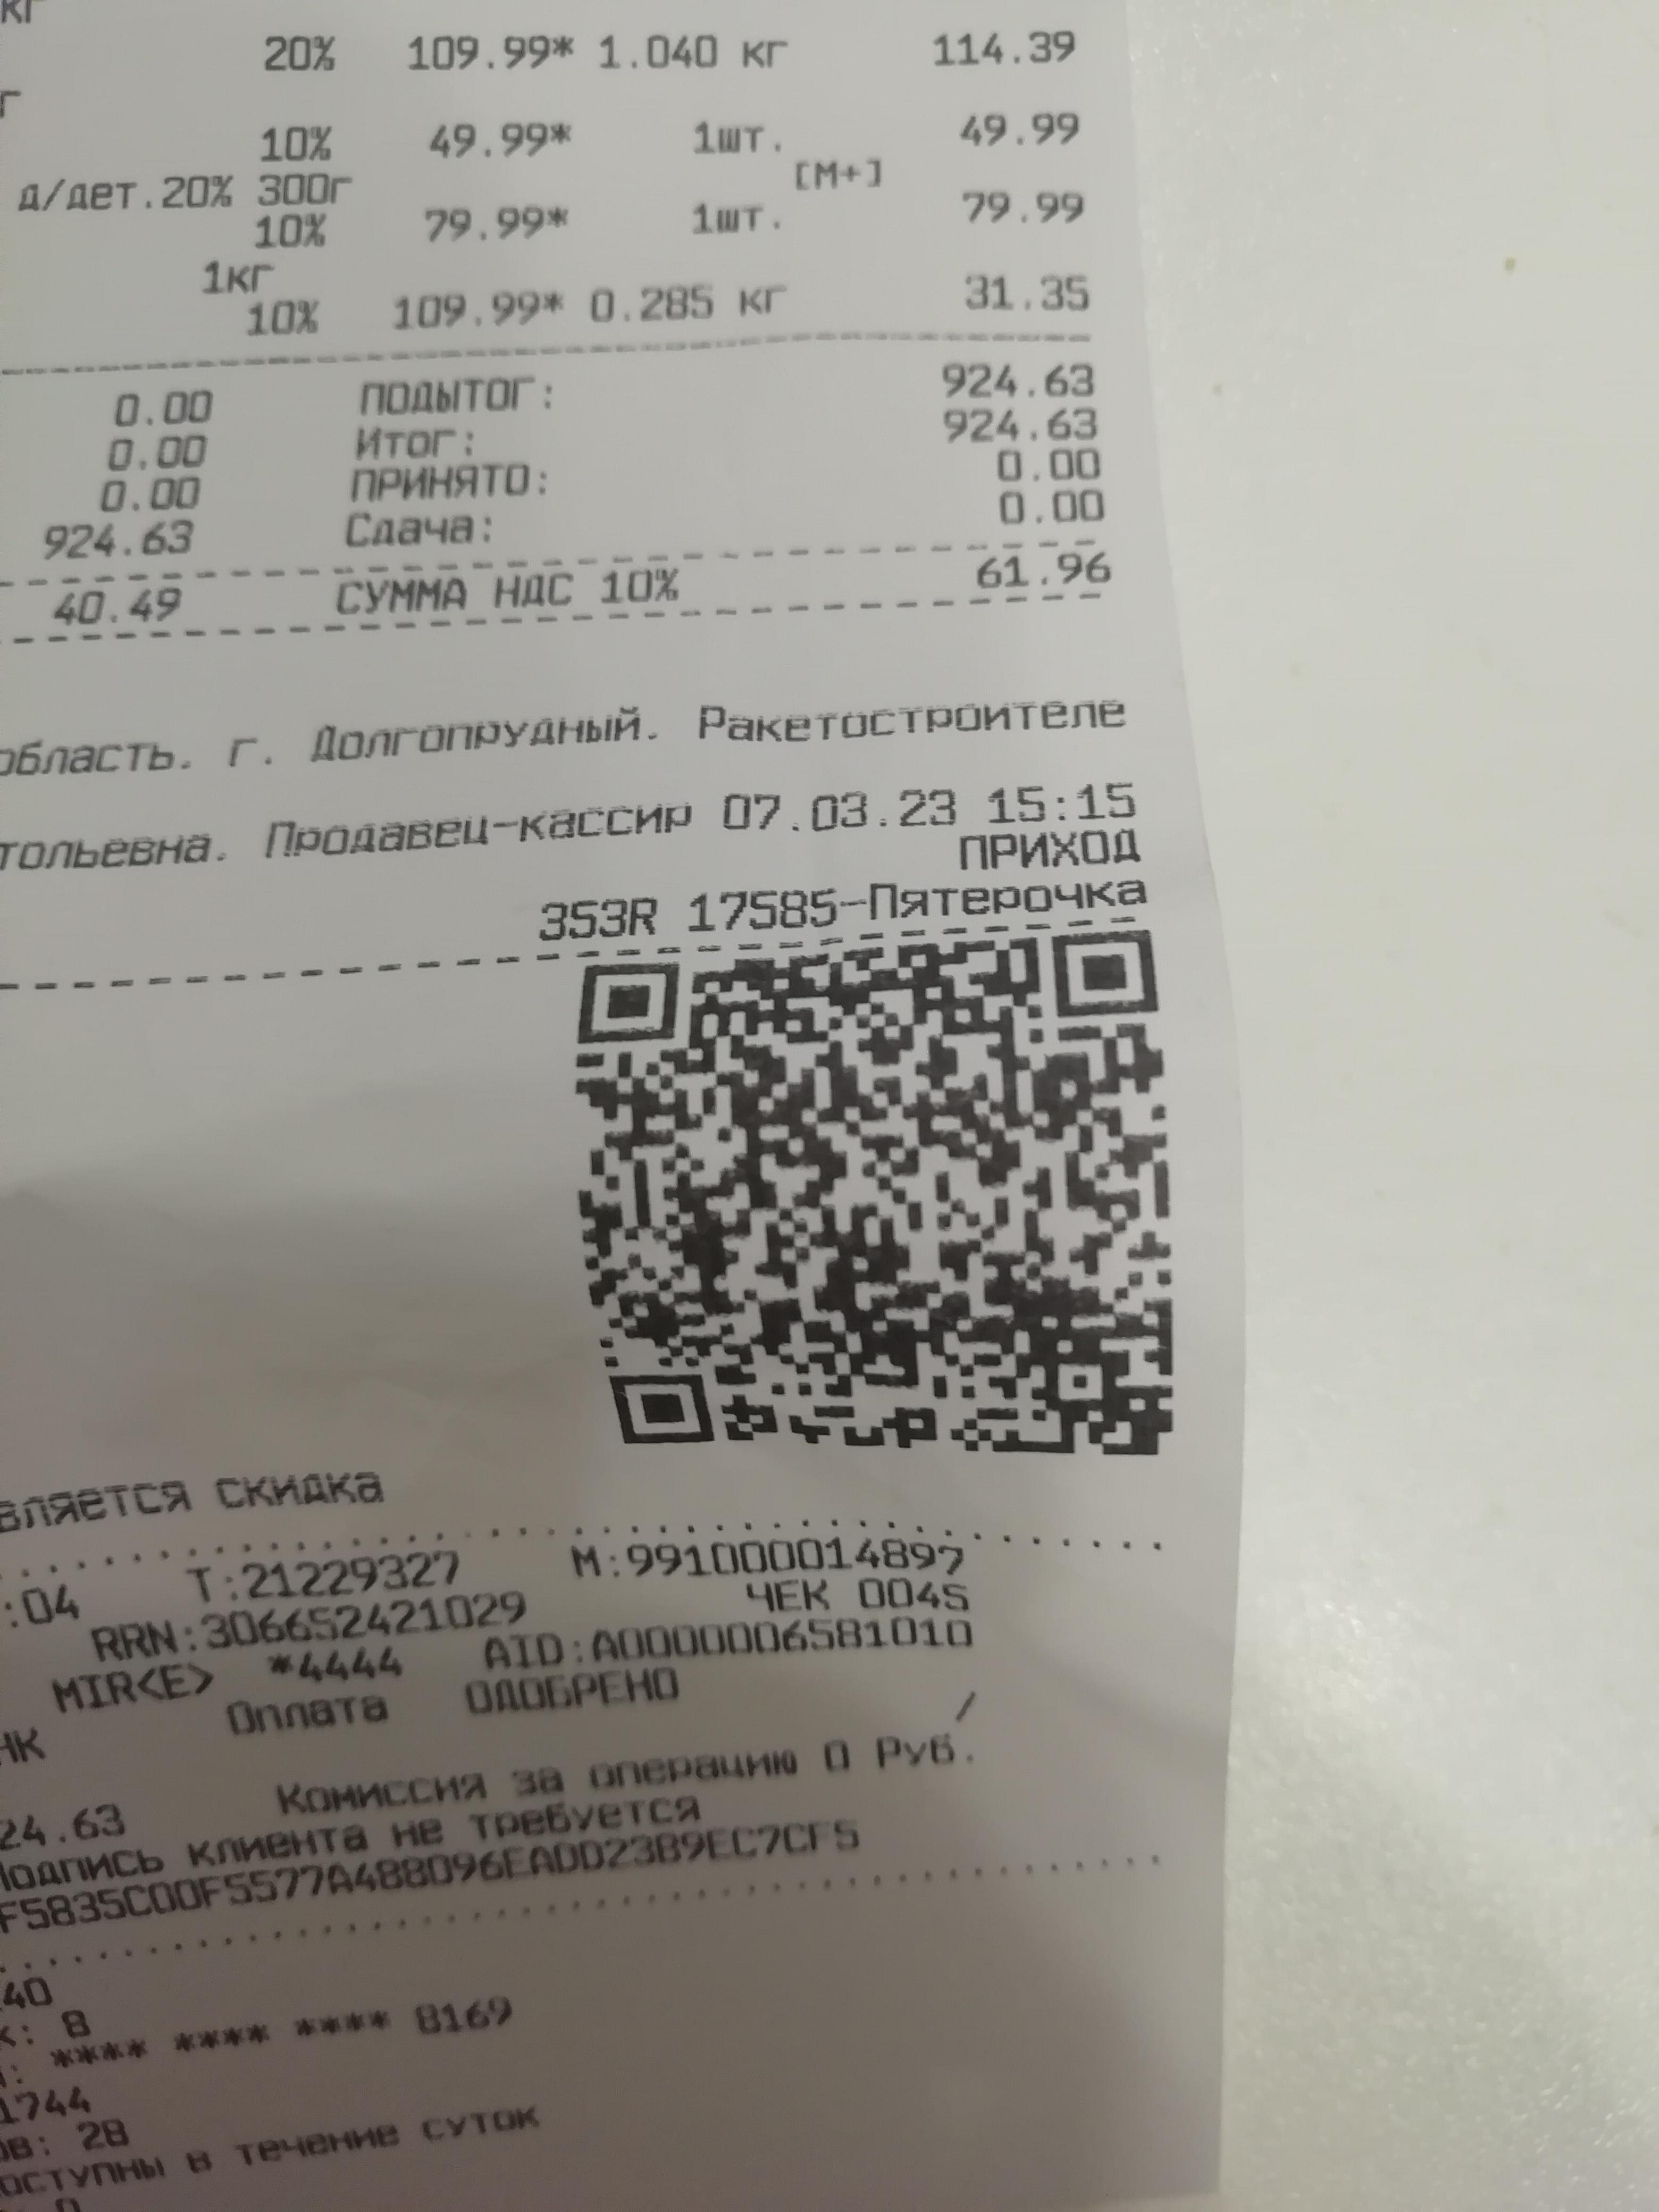 кг
20% 109.99* 1.040 кг 114.39
г
10% 49.99* 1шт. 49.99
[М+]
д/дет.20% 300г
10% 79.99* 1шт. 79.99
1кг
10% 109.99* 0.285 кг 31.35
0.00 ПОДЫТОГ: 924.63
0.00 Итог: 924.63
0.00 ПРИНЯТО: 0.00
924.63 Сдача: 0.00
40.49 СУММА НДС 10% 61.96
область. г. Долгопрудный. Ракетостроителе
тольевна. Продавец-кассир 07.03.23 15:15
ПРИХОД
353R 17585-Пятерочка
вляется скидка
:04 T:21229327 M:991000014897
RRN:306652421029 ЧЕК 0045
MIR<E> *4444 AID:A0000006581010
НК Оплата ОДОБРЕНО
/
24.63 Комиссия за операцию 0 Руб.
Подпись клиента не требуется
F5835C00F5577A488096EADD23B9EC7CF5
40
к: 8
: **** **** **** 8169
1744
ов: 28
оступны в течение суток